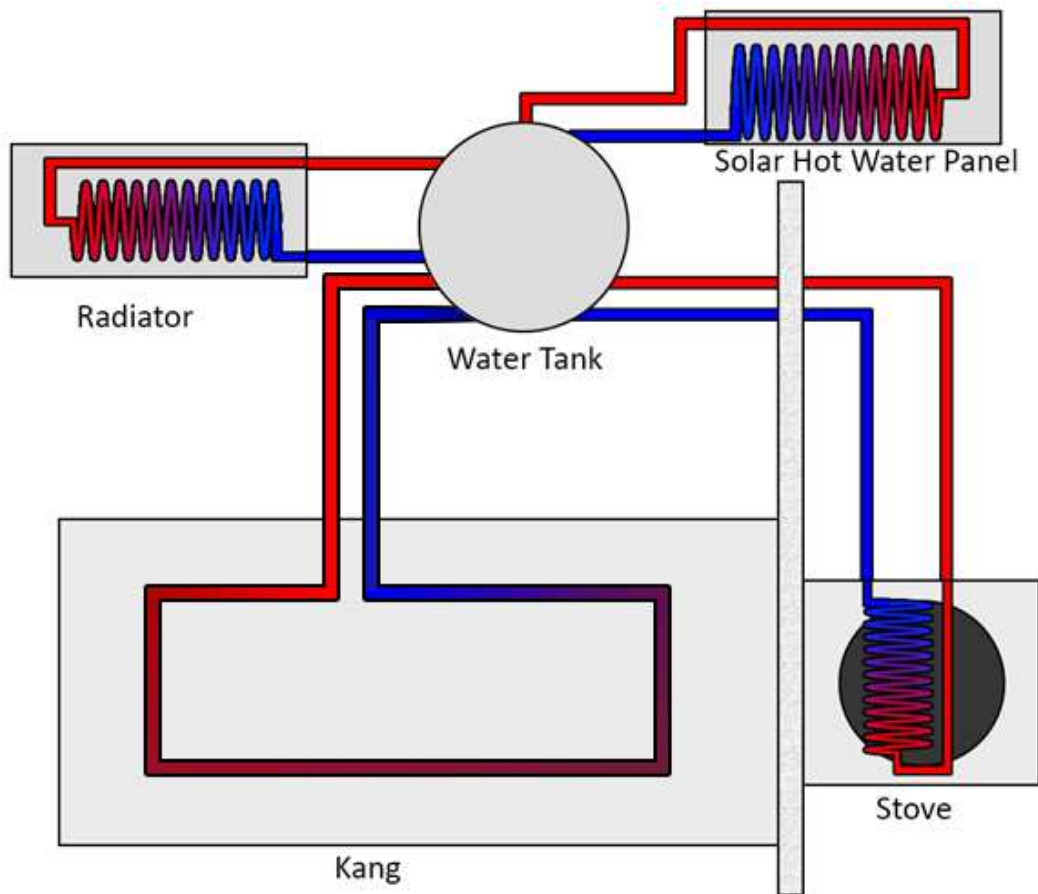 Solar Hot Water Panel
Radiator
Water Tank
Stove
Kang